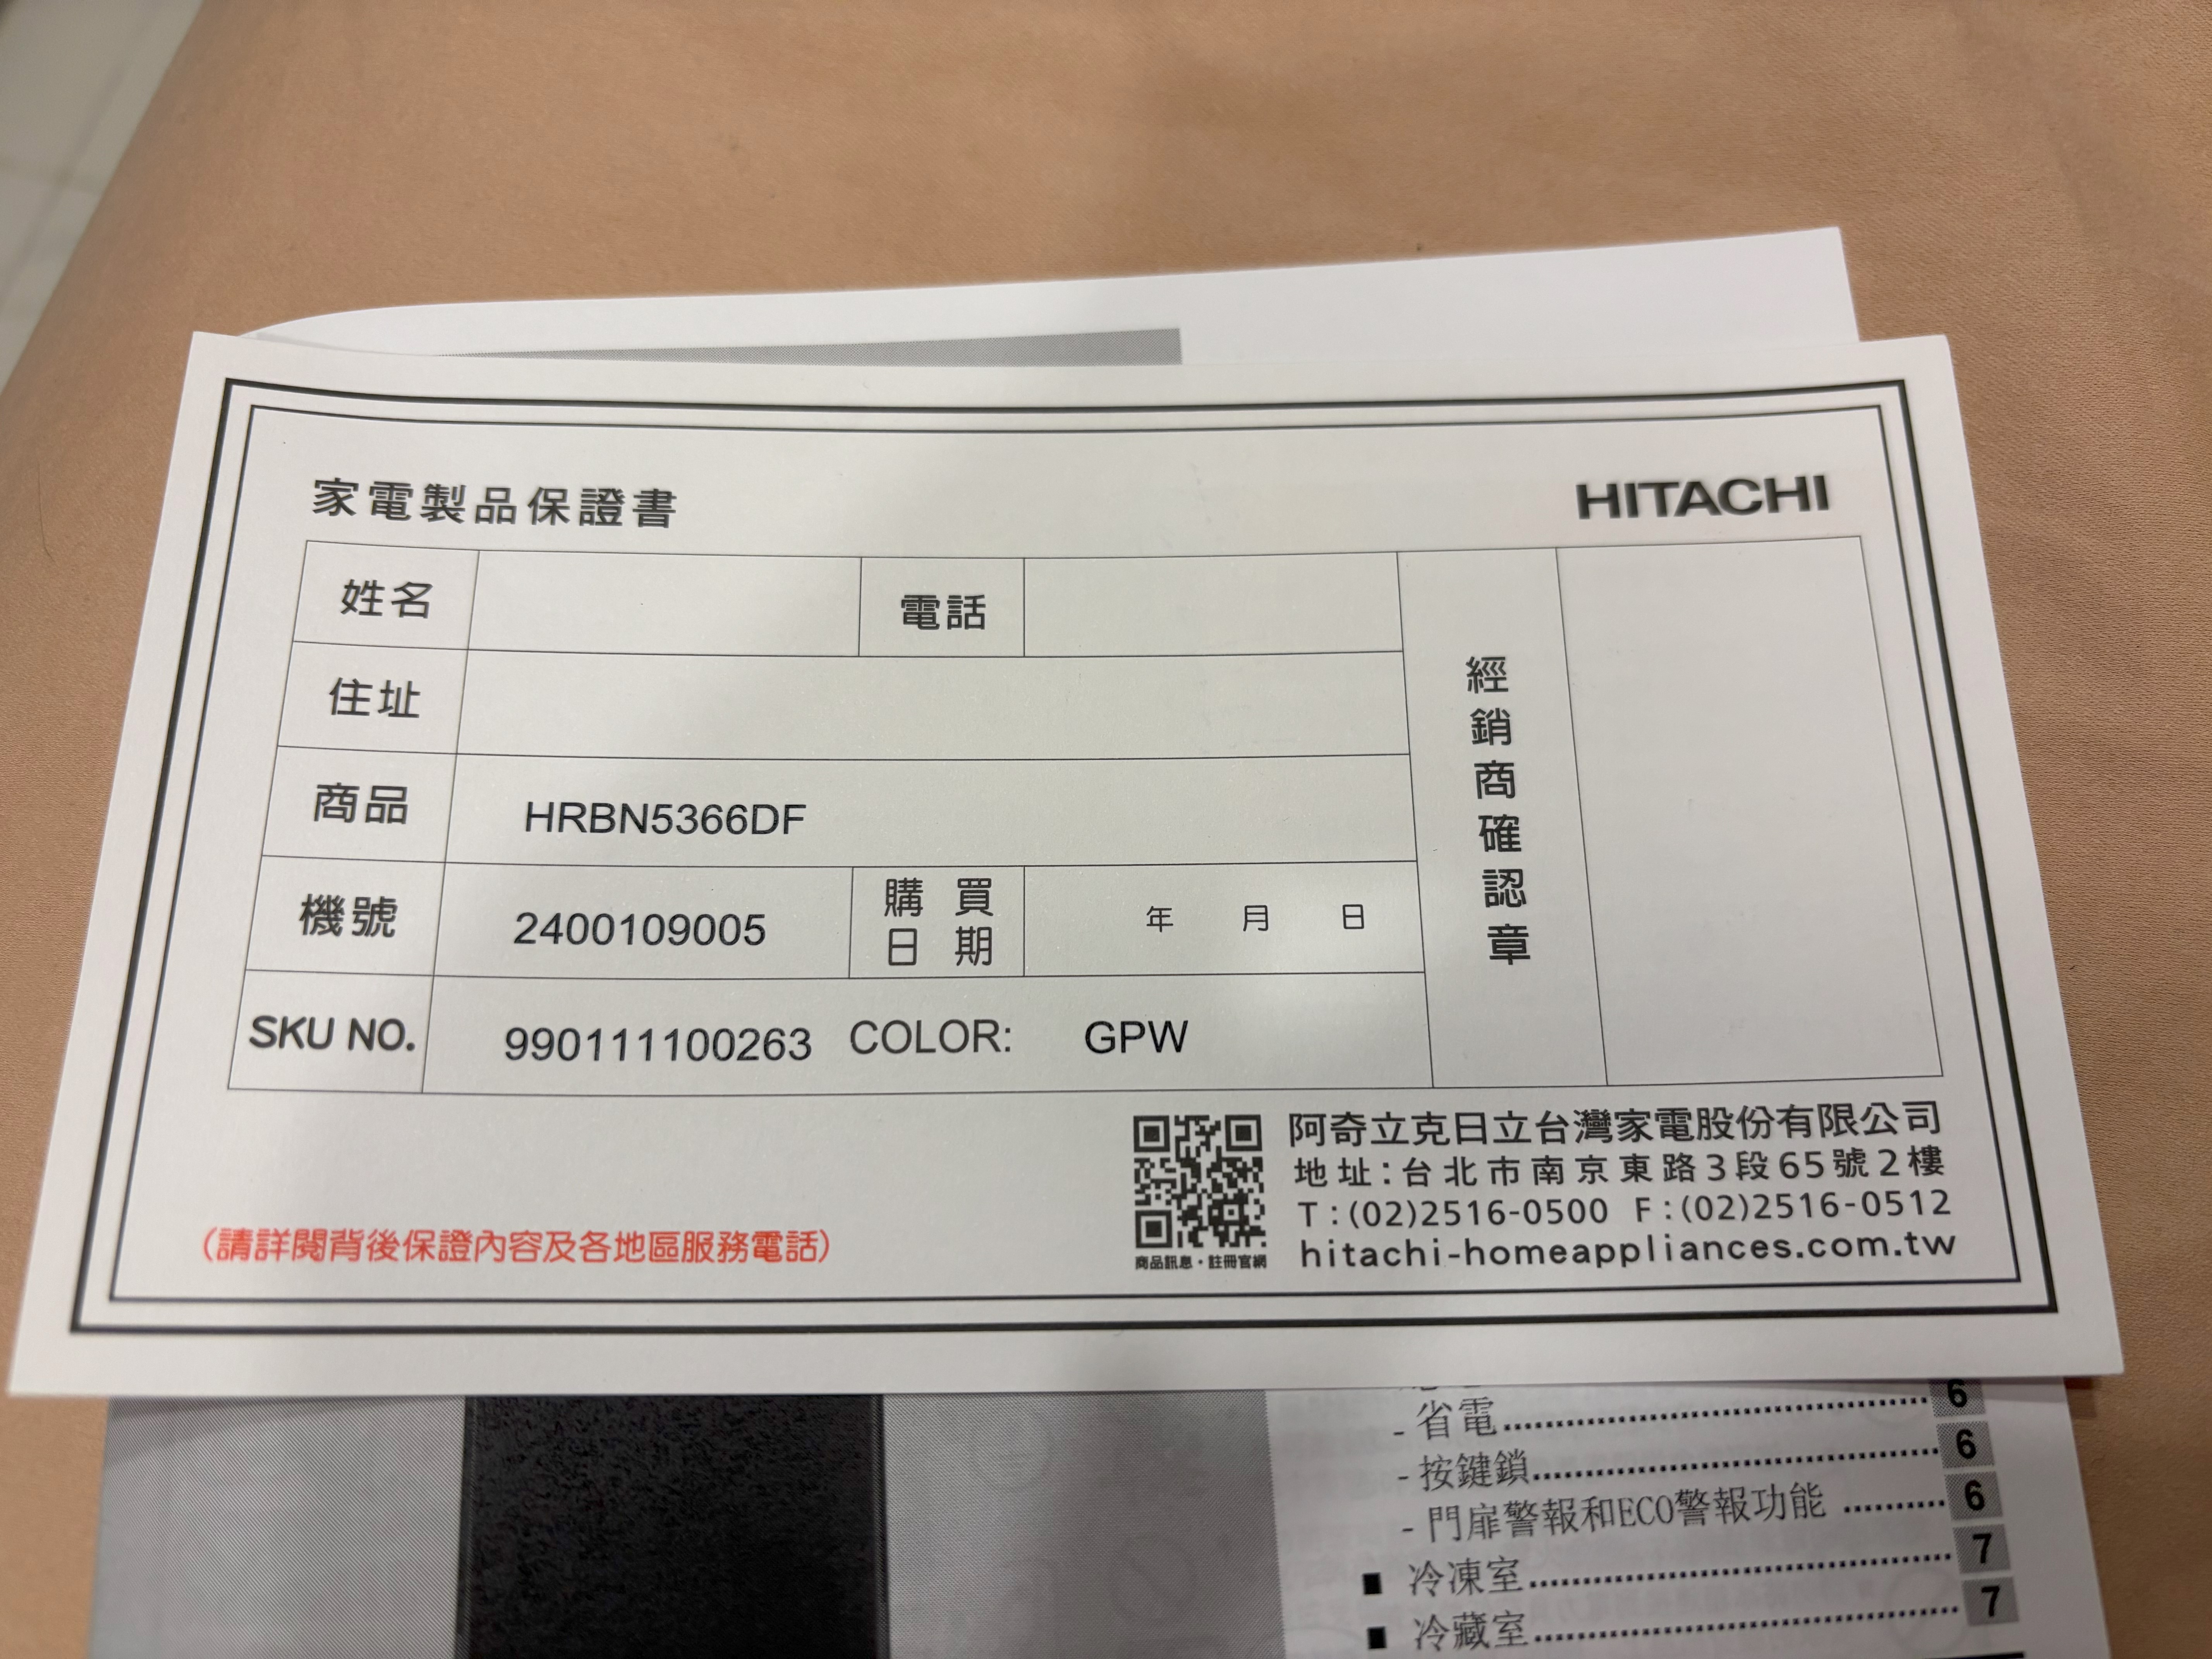 家電製品保證書
HITACHI
姓名
電話
住址
商品 HRBN5366DF
機號 2400109005
購買日期
年 月 日
SKU NO. 990111100263 COLOR: GPW
經銷商確認章
(請詳閱背後保證內容及各地區服務電話)
商品訊息・註冊官網
阿奇立克日立台灣家電股份有限公司
地址:台北市南京東路3段65號2樓
T:(02)2516-0500 F:(02)2516-0512
hitachi-homeappliances.com.tw
6
- 省電 6
- 按鍵鎖 6
- 門扉警報和ECO警報功能 6
■ 冷凍室 7
■ 冷藏室 7